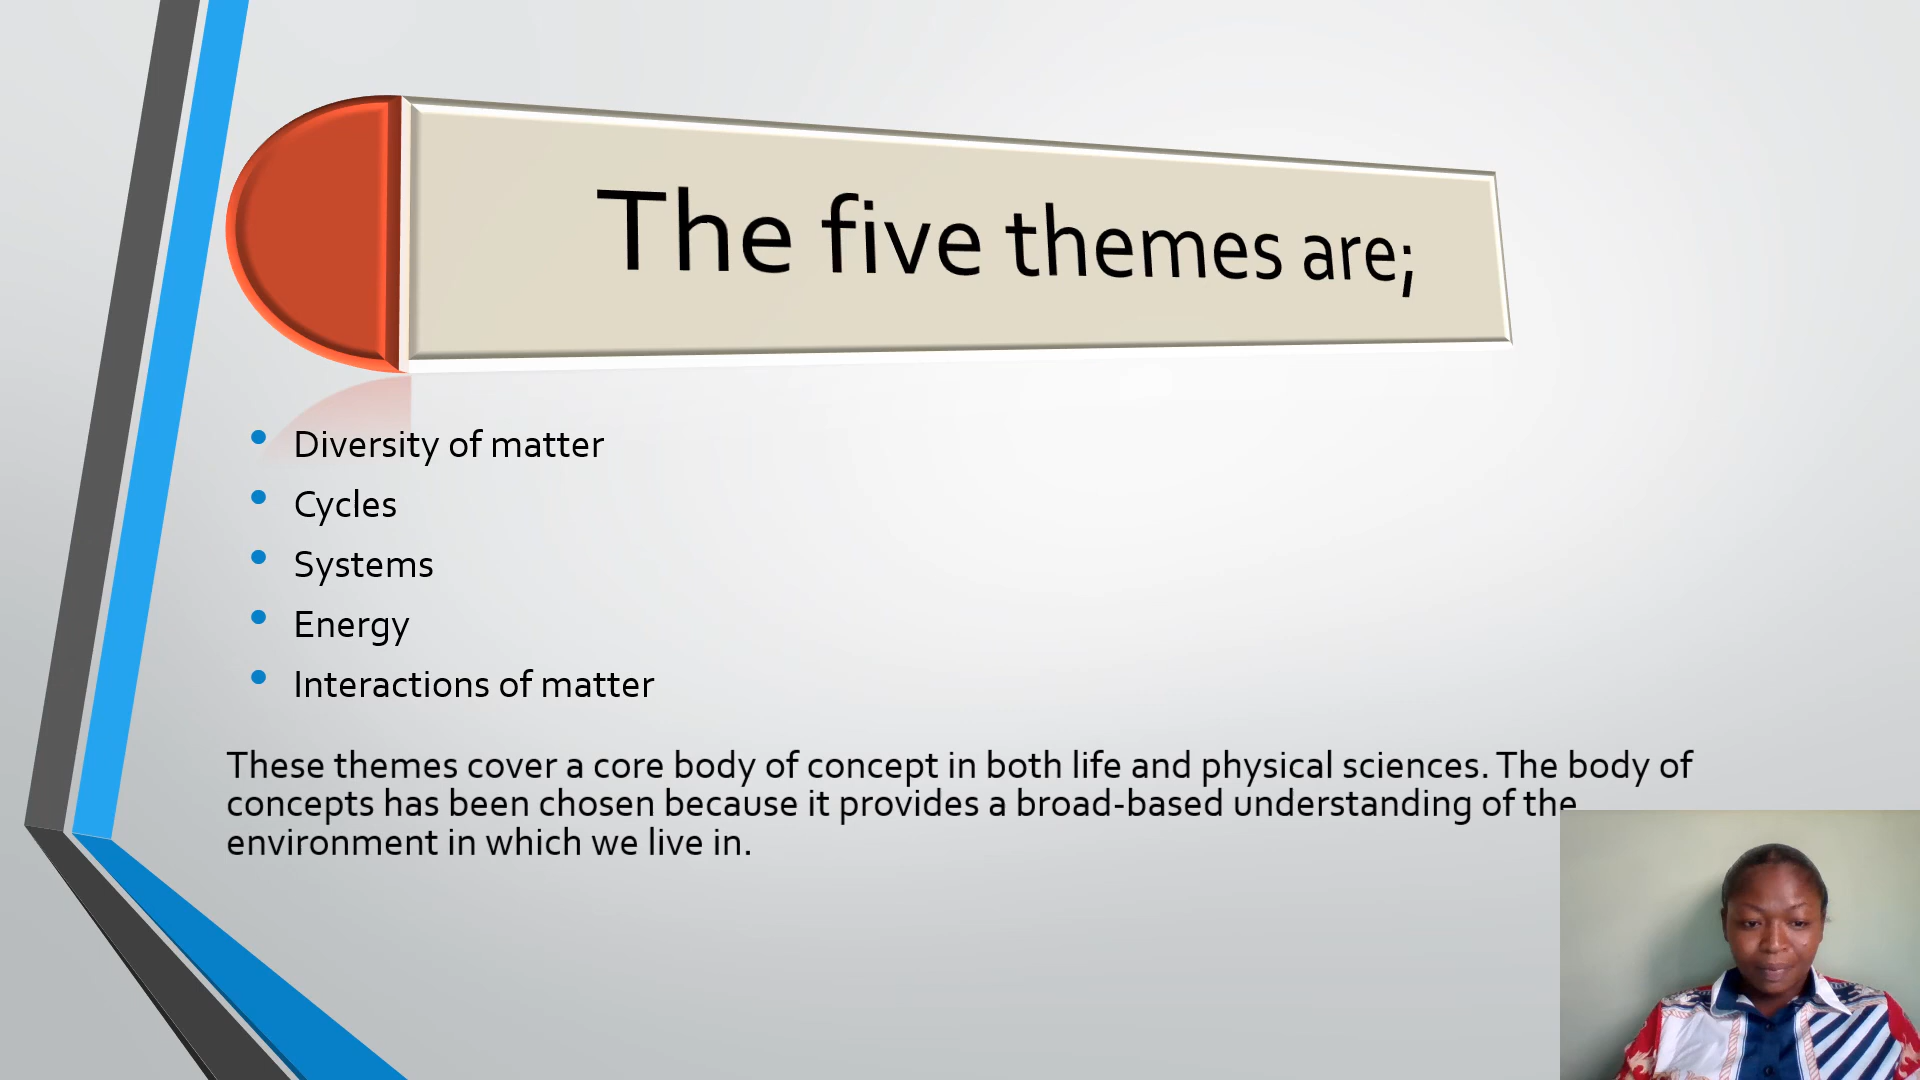 The five themes are;
Diversity of matter
Cycles
Systems
Energy
Interactions of matter
These themes cover a core body of concept in both life and physical sciences. The body of
concepts has been chosen because it provides a broad-based understanding of the
environment in which we live in.